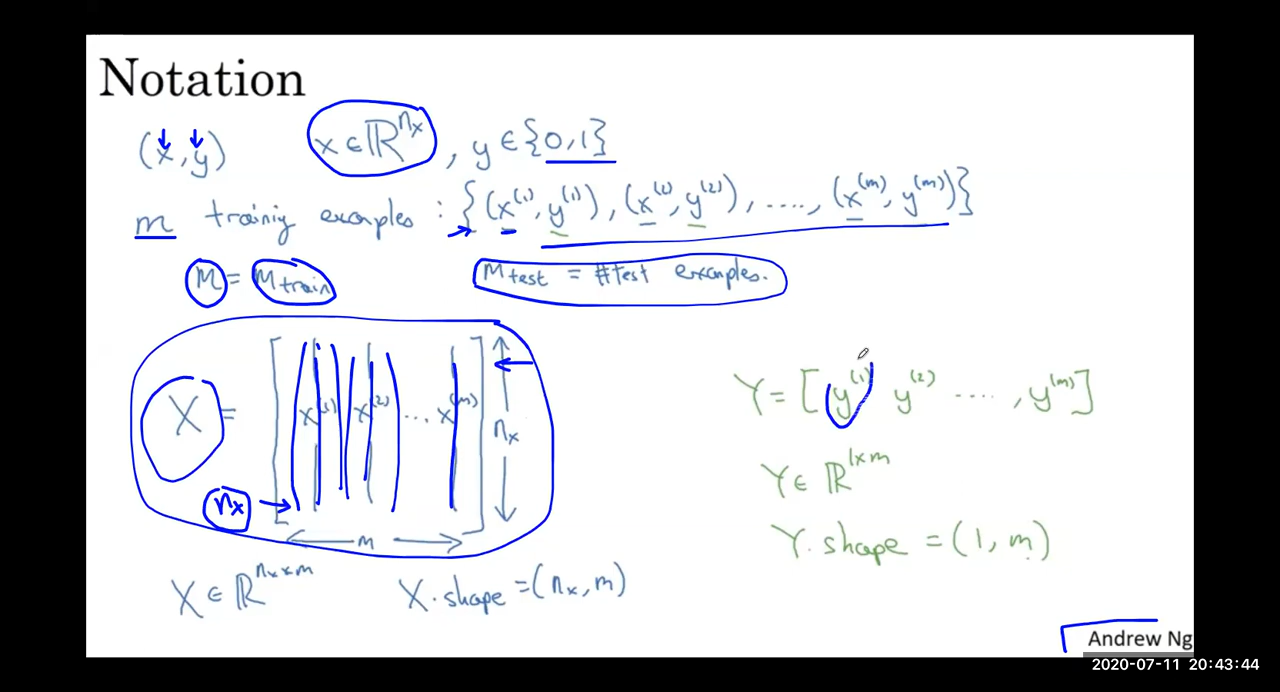 Notation
(x, y) x ∈ ℝ^{n_x}, y ∈ {0, 1}
m training examples : {(x^{(1)}, y^{(1)}), (x^{(2)}, y^{(2)}), ...., (x^{(m)}, y^{(m)})}
M = M_{train} M_{test} = #test examples.
X = [x^{(1)} x^{(2)} ... x^{(m)}] n_x
n_x
m
X ∈ ℝ^{n_x × m} X.shape = (n_x, m)
Y = [y^{(1)} y^{(2)} ...., y^{(m)}]
Y ∈ ℝ^{1×m}
Y.shape = (1, m)
Andrew Ng
2020-07-11 20:43:44